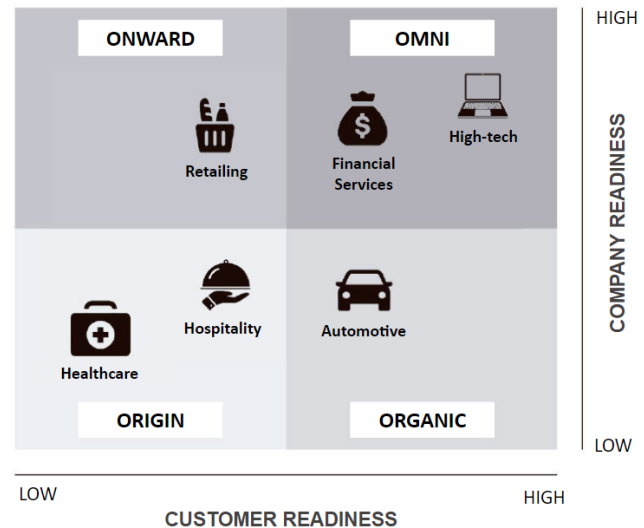 ONWARD
OMNI
HIGH
Retailing
$
Financial
Services
High-tech
COMPANY READINESS
Healthcare
Hospitality
Automotive
ORIGIN
ORGANIC
LOW
LOW
HIGH
CUSTOMER READINESS